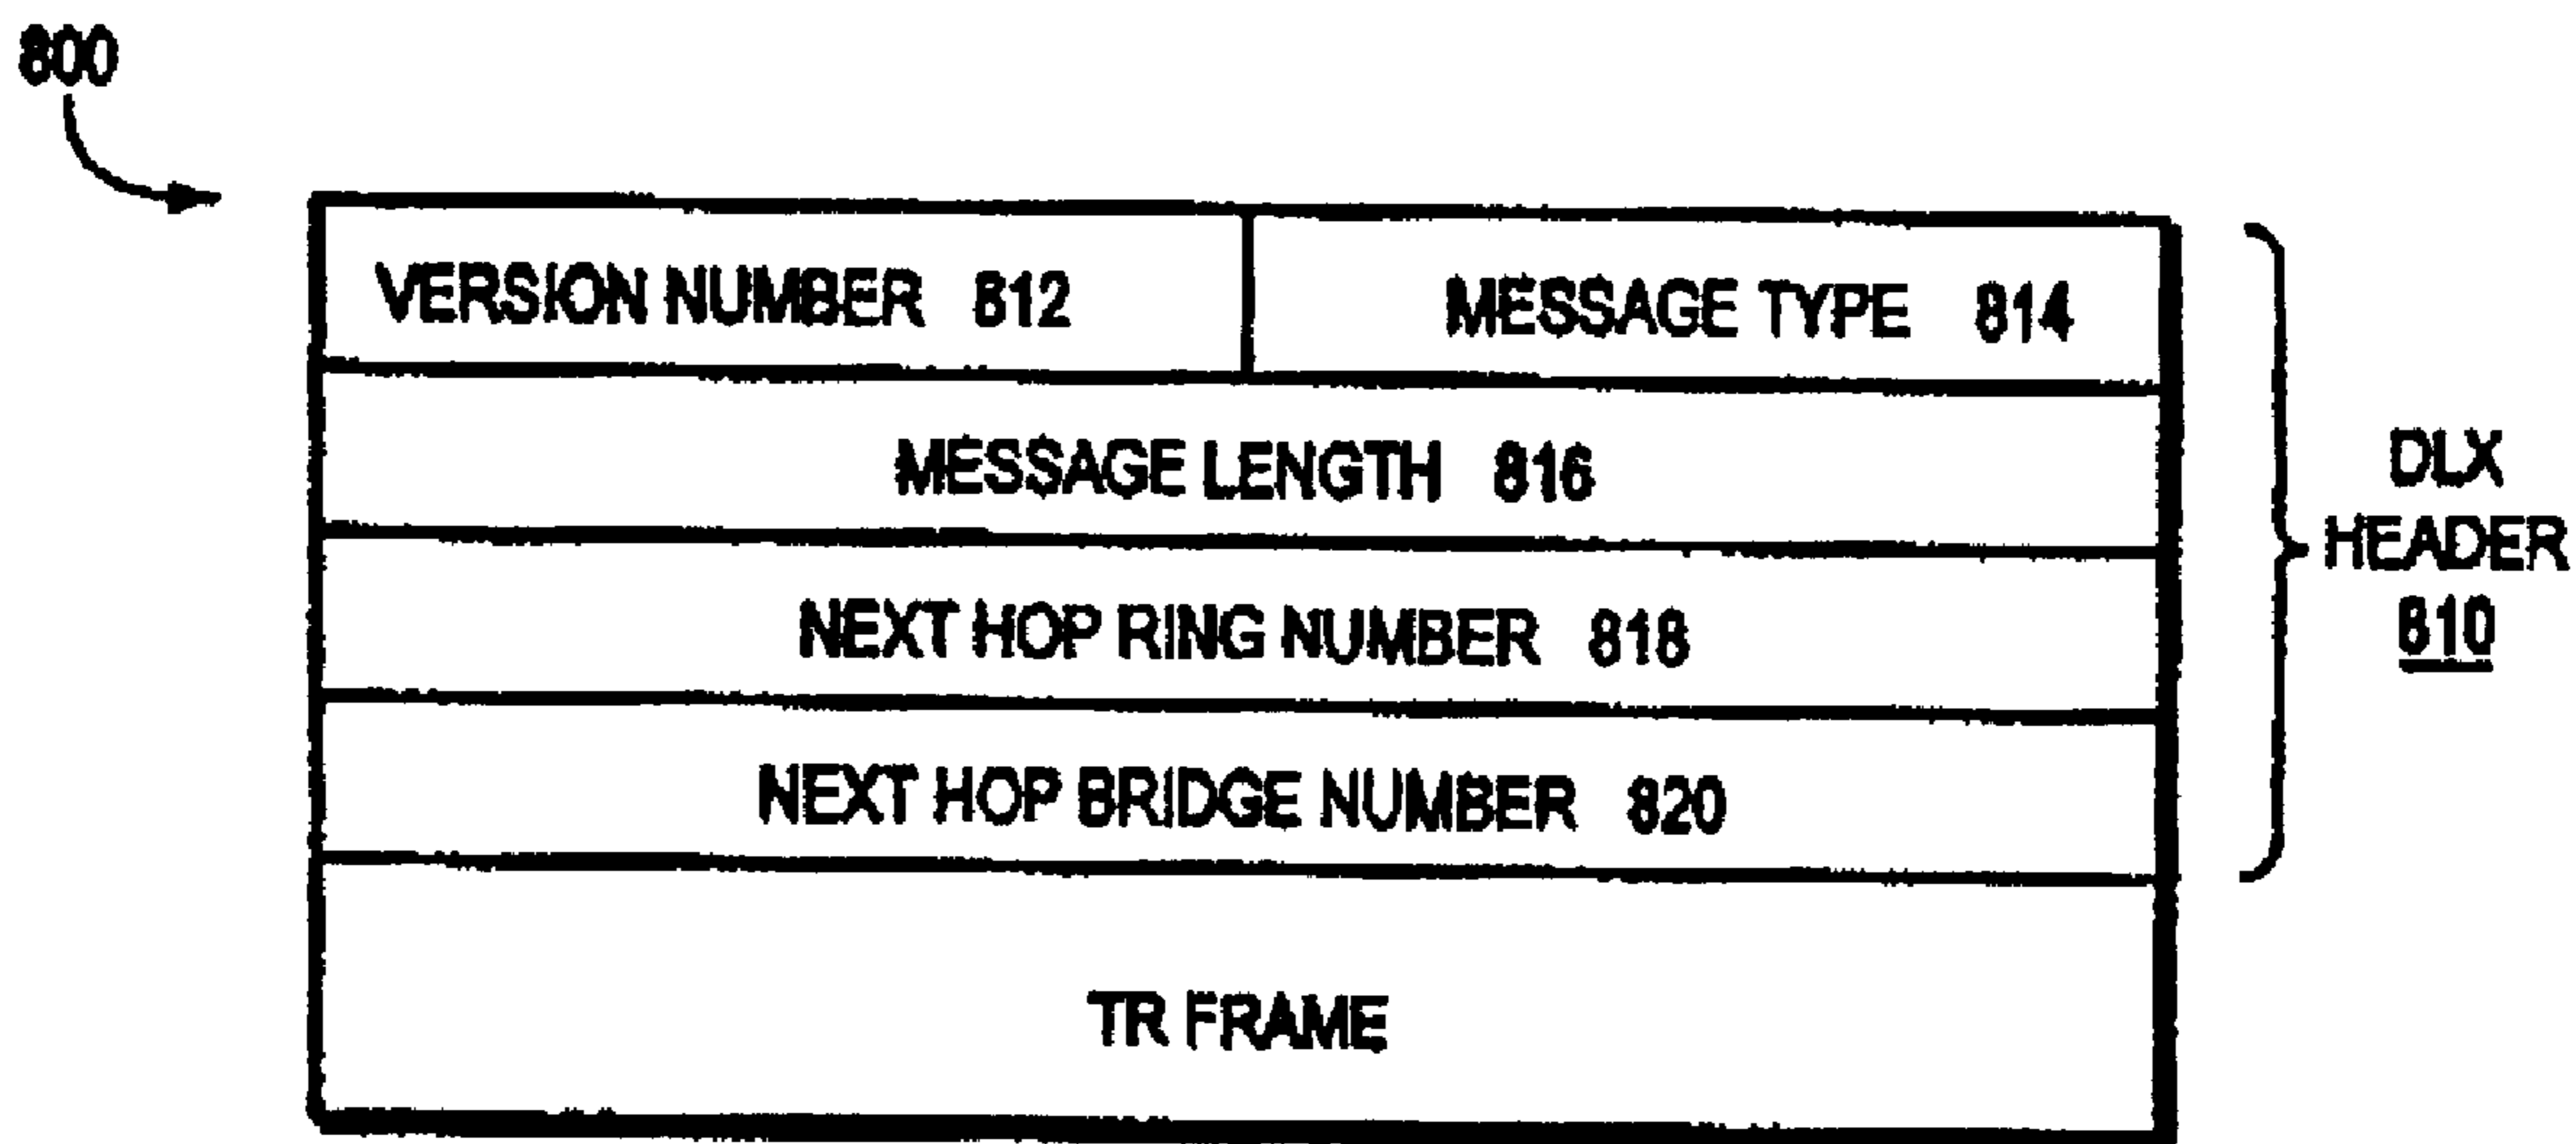 800
VERSION NUMBER 812
MESSAGE TYPE 814
MESSAGE LENGTH 816
NEXT HOP RING NUMBER 818
NEXT HOP BRIDGE NUMBER 820
TR FRAME
DLX
HEADER
810